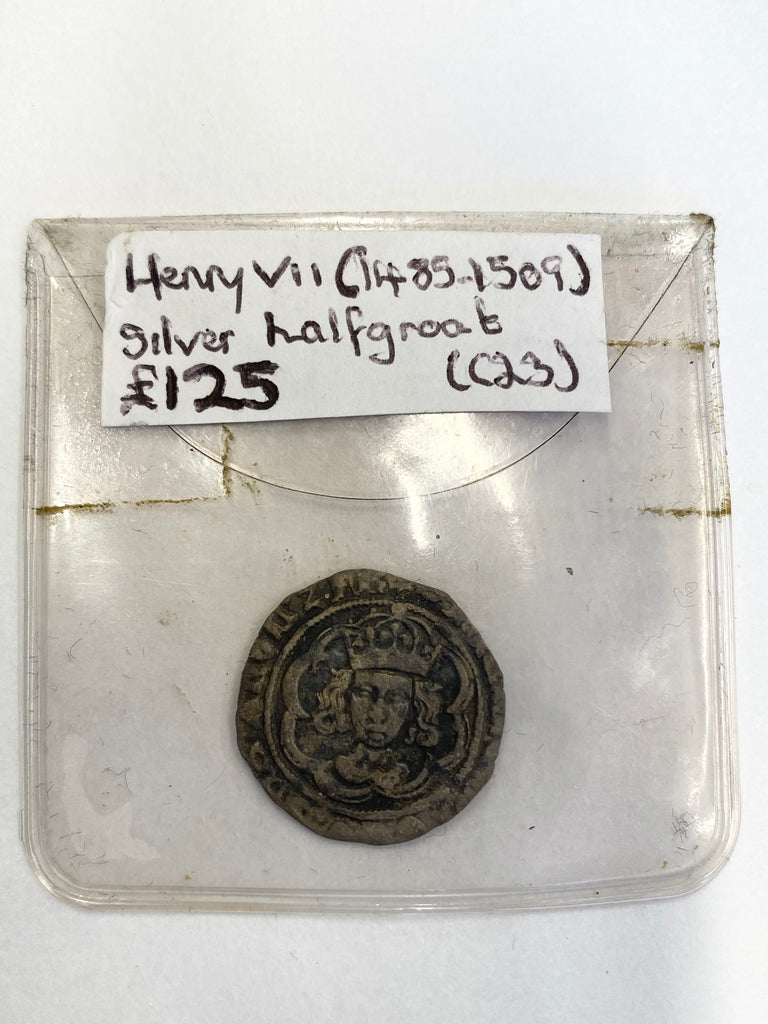 Henry VII (1485-1509)
Silver halfgroat
£125 (C23)